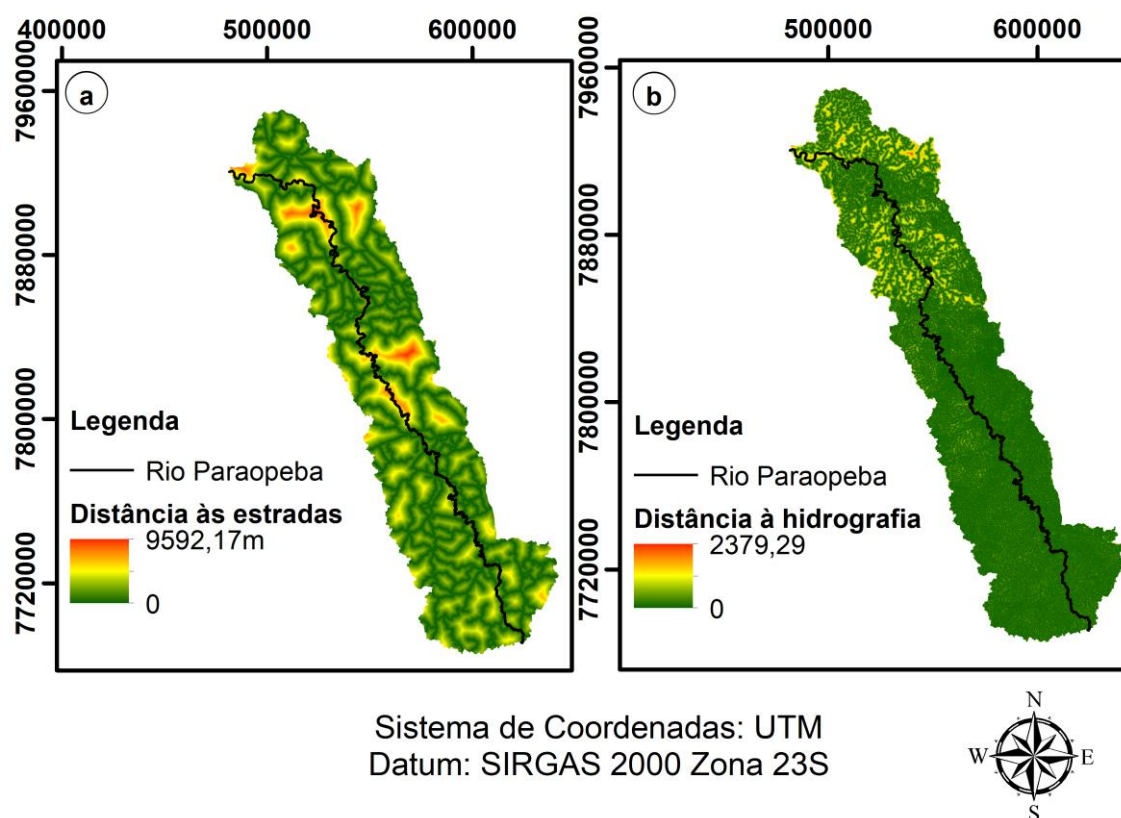 400000 500000 600000
a
7960000
7880000
7800000
7720000
Legenda
Rio Paraopeba
Distância às estradas
9592,17m
0
500000 600000
b
7960000
7880000
7800000
7720000
Legenda
Rio Paraopeba
Distância à hidrografia
2379,29
0
Sistema de Coordenadas: UTM
Datum: SIRGAS 2000 Zona 23S
N
W E
S